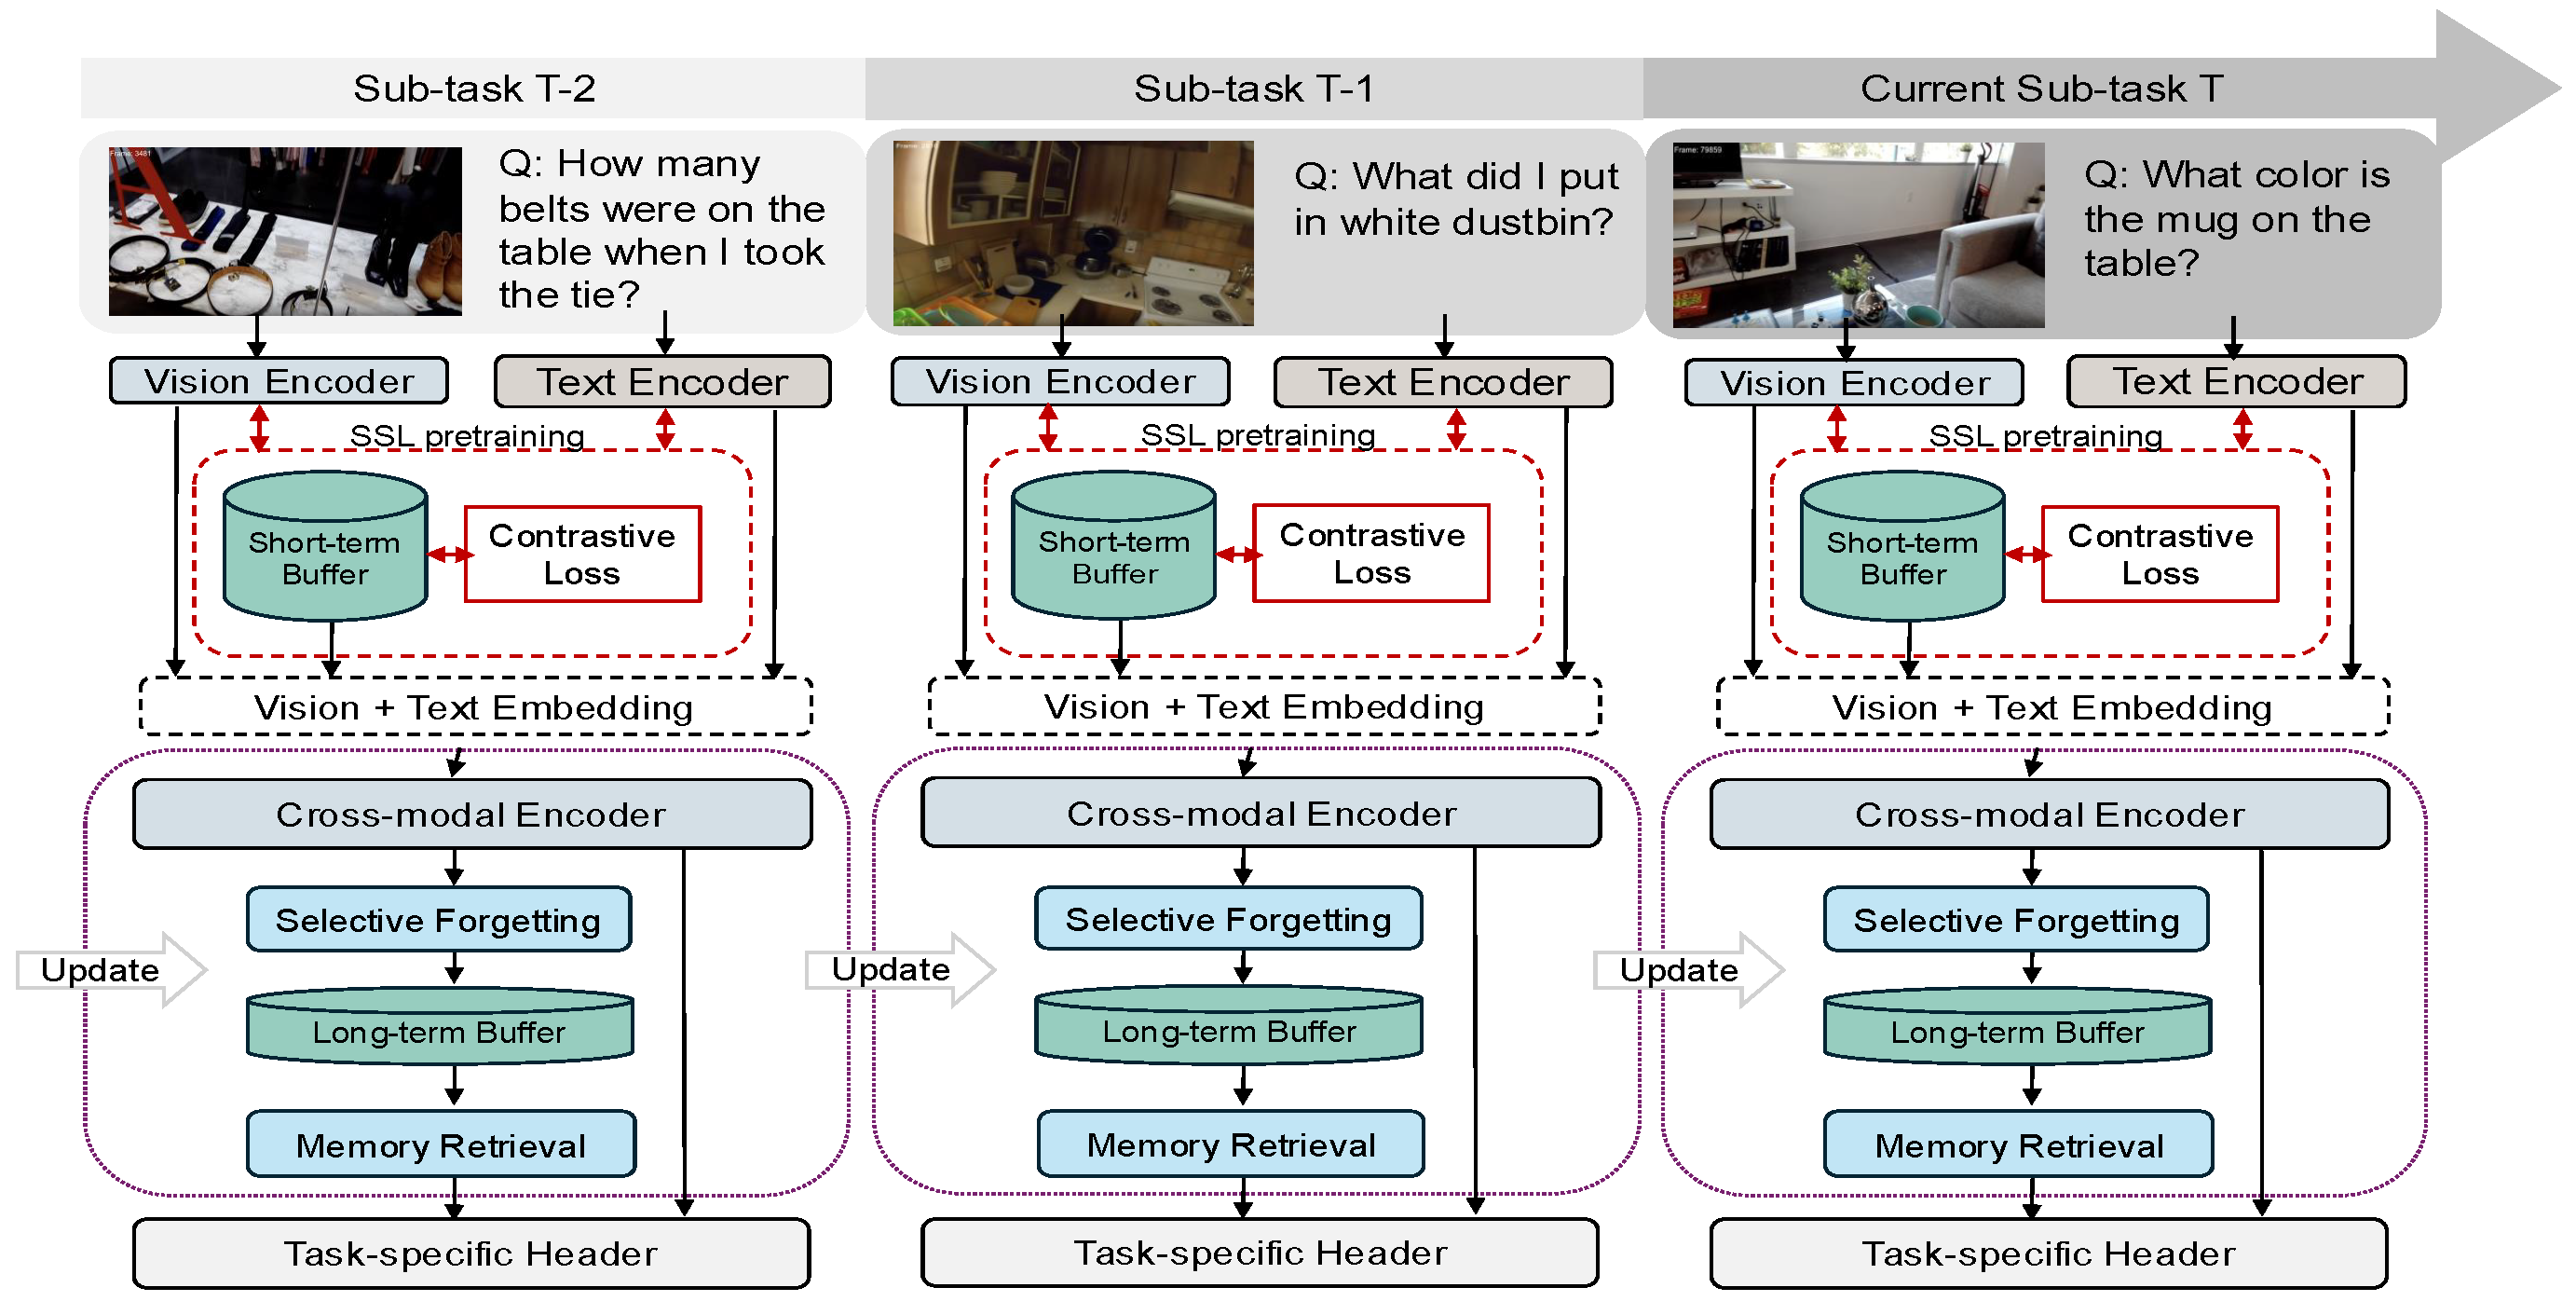 Sub-task T-2
Sub-task T-1
Current Sub-task T
Frame: 3481
Q: How many
belts were on the
table when I took
the tie?
Q: What did I put
in white dustbin?
Frame: 79859
Q: What color is
the mug on the
table?
Vision Encoder
Text Encoder
Vision Encoder
Text Encoder
Vision Encoder
Text Encoder
SSL pretraining
SSL pretraining
SSL pretraining
Short-term
Buffer
Contrastive
Loss
Short-term
Buffer
Contrastive
Loss
Short-term
Buffer
Contrastive
Loss
Vision + Text Embedding
Vision + Text Embedding
Vision + Text Embedding
Cross-modal Encoder
Cross-modal Encoder
Cross-modal Encoder
Selective Forgetting
Selective Forgetting
Selective Forgetting
Update
Update
Update
Long-term Buffer
Long-term Buffer
Long-term Buffer
Memory Retrieval
Memory Retrieval
Memory Retrieval
Task-specific Header
Task-specific Header
Task-specific Header